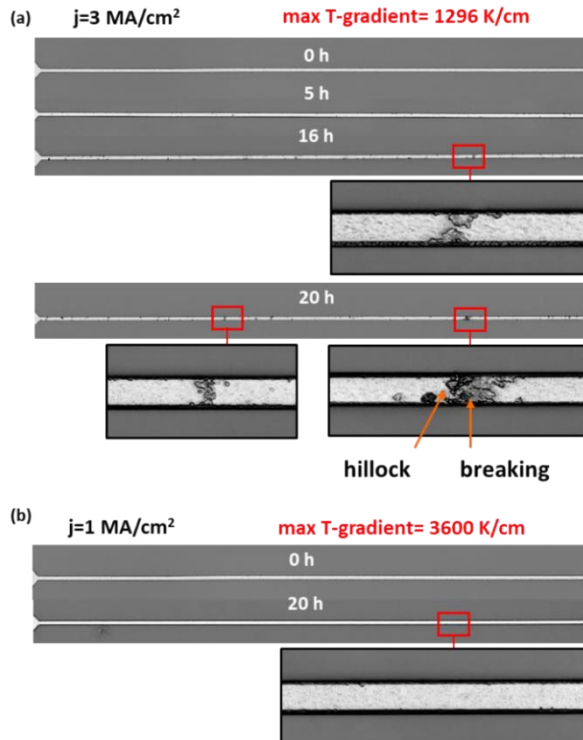 (a) j=3 MA/cm² max T-gradient= 1296 K/cm
0 h
5 h
16 h
20 h
hillock breaking
(b) j=1 MA/cm² max T-gradient= 3600 K/cm
0 h
20 h